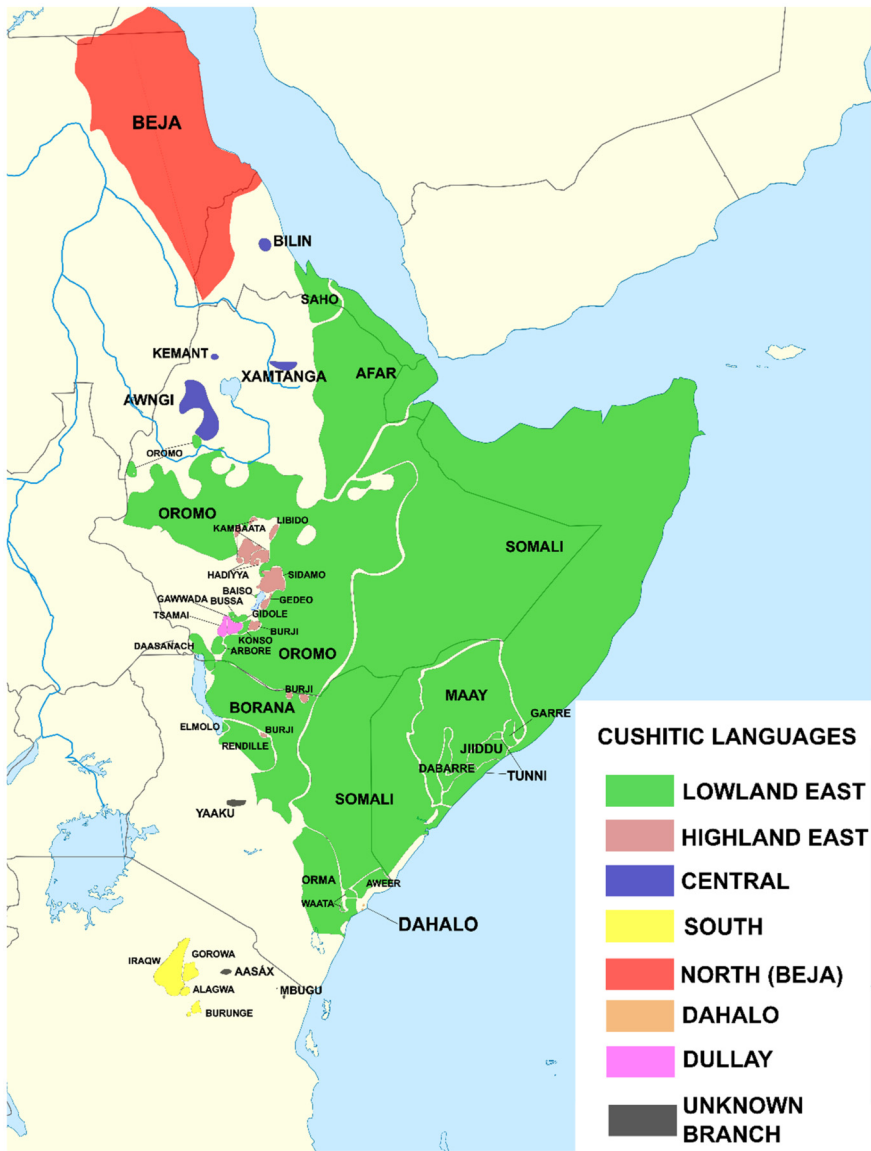 BEJA
BILIN
SAHO
KEMANT
XAMTANGA
AFAR
AWNGI
OROMO
OROMO
LIBIDO
KAMBAATA
SOMALI
HADIYYA
SIDAMO
BAISO
GEDEO
GAWWADA
BUSSA
GIDOLE
TSAMAI
BURJI
KONSO
DAASANACH
ARBORE
OROMO
BURJI
MAAY
BORANA
GARRE
ELMOLO
BURJI
RENDILLE
JIIDDU
DABARRE
TUNNI
SOMALI
YAAKU
ORMA
AWEER
WAATA
DAHALO
IRAQW
GOROWA
AASÁX
ALAGWA
MBUGU
BURUNGE
CUSHITIC LANGUAGES
LOWLAND EAST
HIGHLAND EAST
CENTRAL
SOUTH
NORTH (BEJA)
DAHALO
DULLAY
UNKNOWN
BRANCH